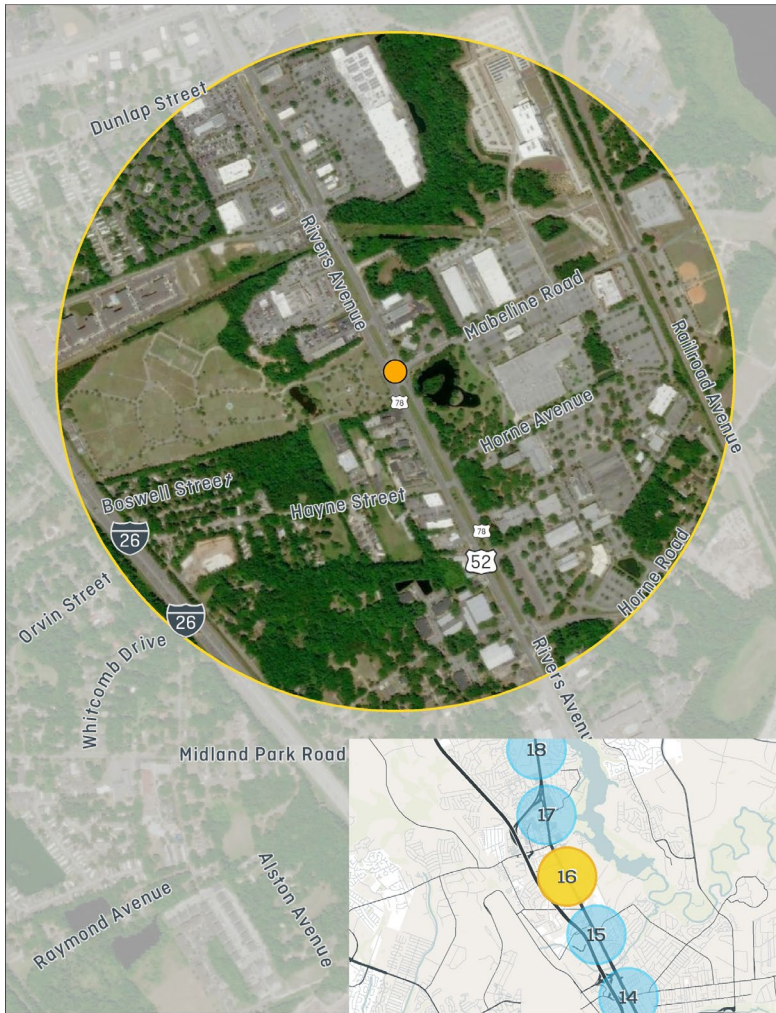 Dunlap Street
Rivers Avenue
Mabeline Road
Railroad Avenue
78
Horne Avenue
Boswell Street
Hayne Street
26
78
52
Horne Road
Orvin Street
26
Whitcomb Drive
Rivers Avenu
Midland Park Road
18
17
16
15
14
Alston Avenue
Raymond Avenue